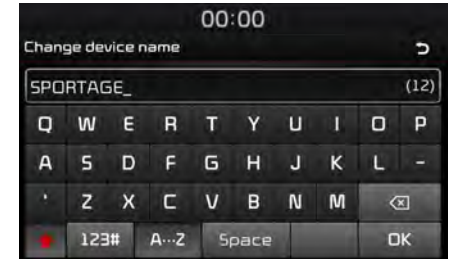 00:00
Change device name
SPORTAGE_ (12)
Q W E R T Y U I O P
A S D F G H J K L -
' Z X C V B N M
123# A···Z Space OK